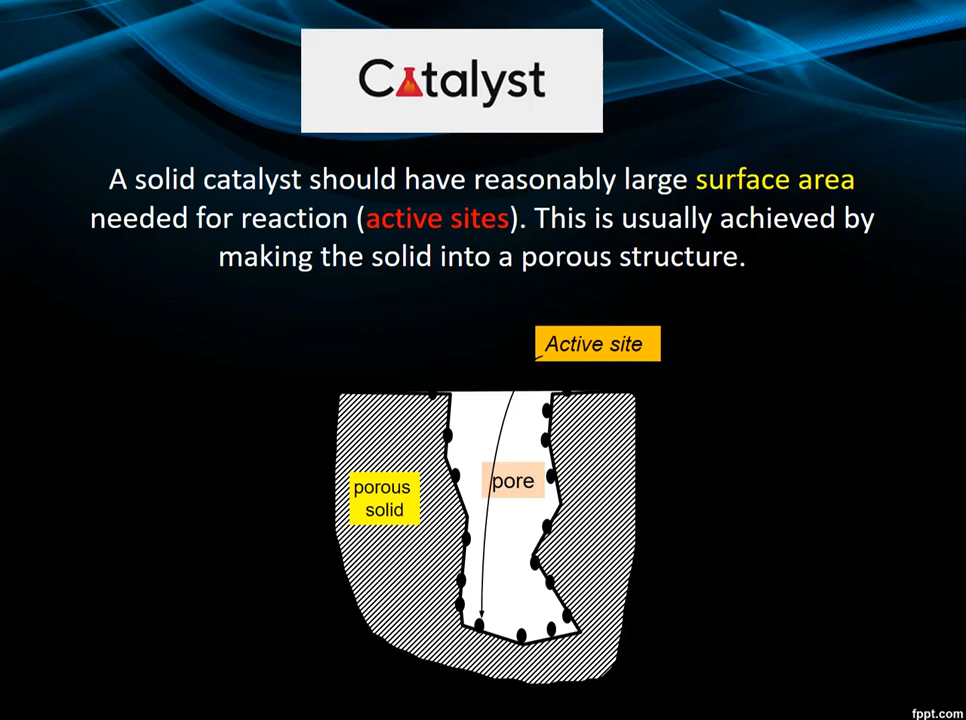 Catalyst
A solid catalyst should have reasonably large surface area
needed for reaction (active sites). This is usually achieved by
making the solid into a porous structure.
Active site
pore
porous
solid
fppt.com